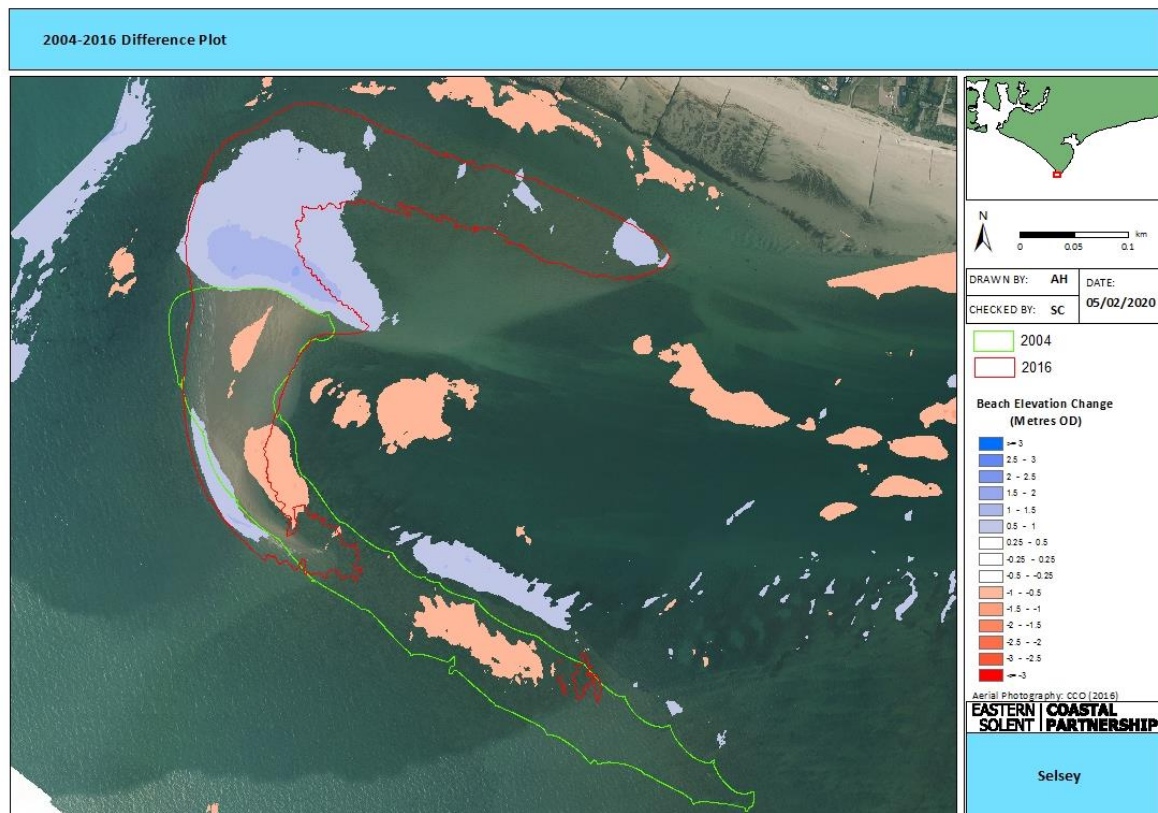 2004-2016 Difference Plot
N
km
0 0.05 0.1
DRAWN BY: AH
CHECKED BY: SC
DATE:
05/02/2020
2004
2016
Beach Elevation Change
(Metres OD)
>= 3
2.5 - 3
2 - 2.5
1.5 - 2
1 - 1.5
0.5 - 1
0.25 - 0.5
-0.25 - 0.25
-0.5 - -0.25
-1 - -0.5
-1.5 - -1
-2 - -1.5
-2.5 - -2
-3 - -2.5
<= -3
Aerial Photography: CCO (2016)
EASTERN SOLENT | COASTAL PARTNERSHIP
Selsey